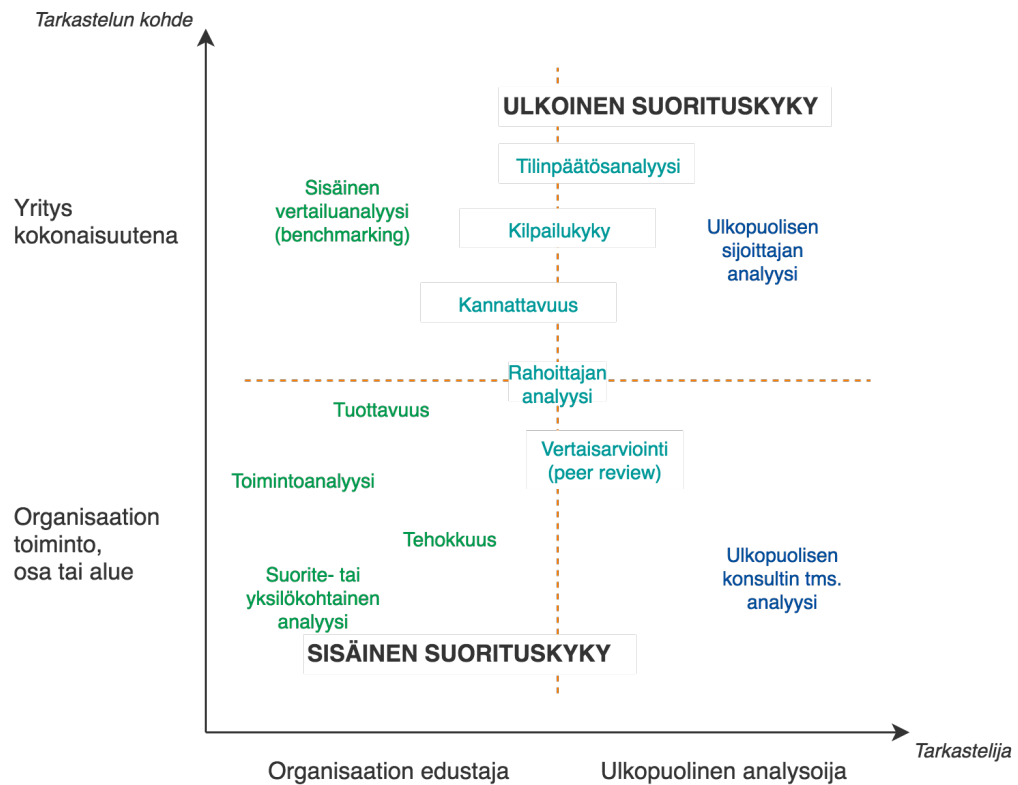 Tarkastelun kohde
ULKOINEN SUORITUSKYKY
Tilinpäätösanalyysi
Sisäinen
vertailuanalyysi
(benchmarking)
Yritys
kokonaisuutena
Kilpailukyky
Ulkopuolisen
sijoittajan
analyysi
Kannattavuus
Rahoittajan
analyysi
Tuottavuus
Vertaisarviointi
(peer review)
Toimintoanalyysi
Organisaation
toiminto,
osa tai alue
Tehokkuus
Ulkopuolisen
konsultin tms.
analyysi
Suorite- tai
yksilökohtainen
analyysi
SISÄINEN SUORITUSKYKY
Tarkastelija
Organisaation edustaja
Ulkopuolinen analysoija